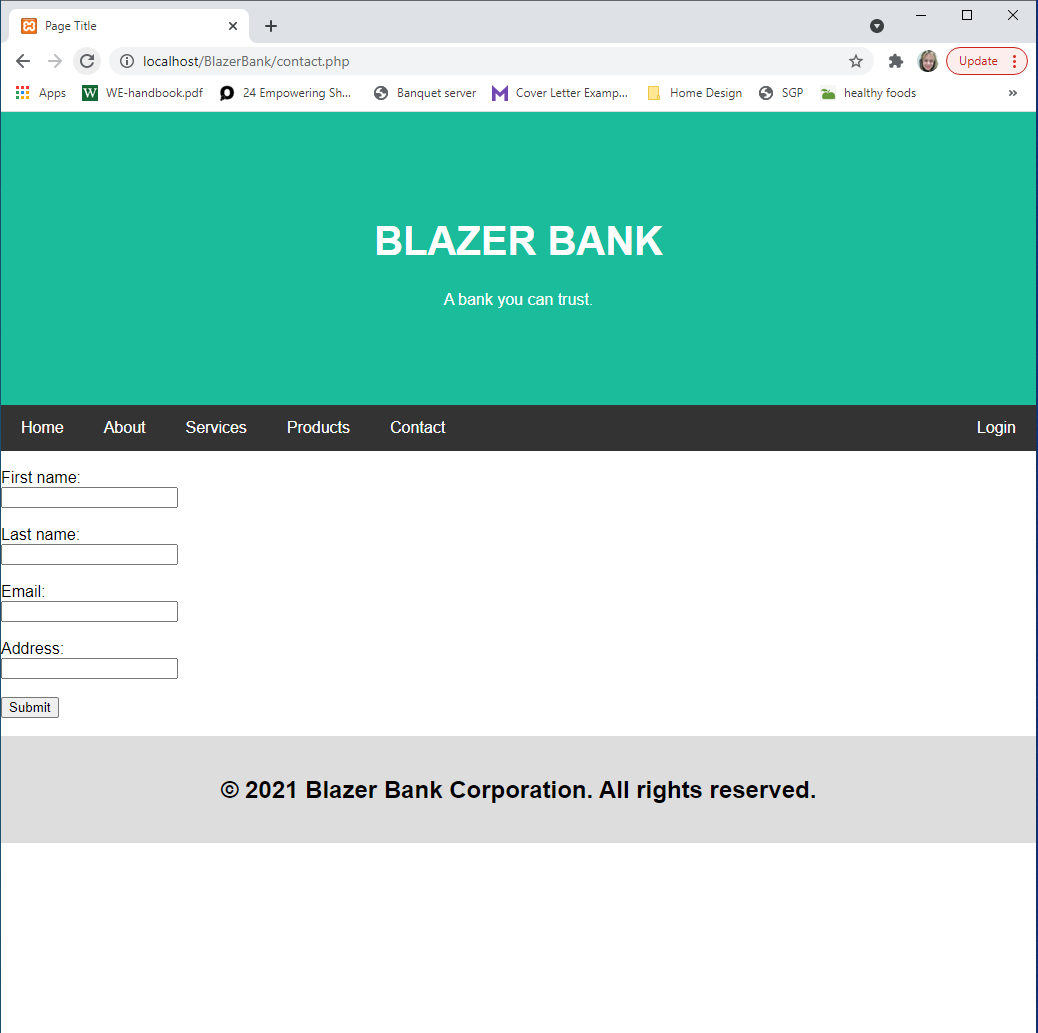 Page Title
localhost/BlazerBank/contact.php
Update
Apps WE-handbook.pdf 24 Empowering Sh... Banquet server Cover Letter Examp... Home Design SGP healthy foods »
BLAZER BANK
A bank you can trust.
Home About Services Products Contact Login
First name:
Last name:
Email:
Address:
Submit
© 2021 Blazer Bank Corporation. All rights reserved.